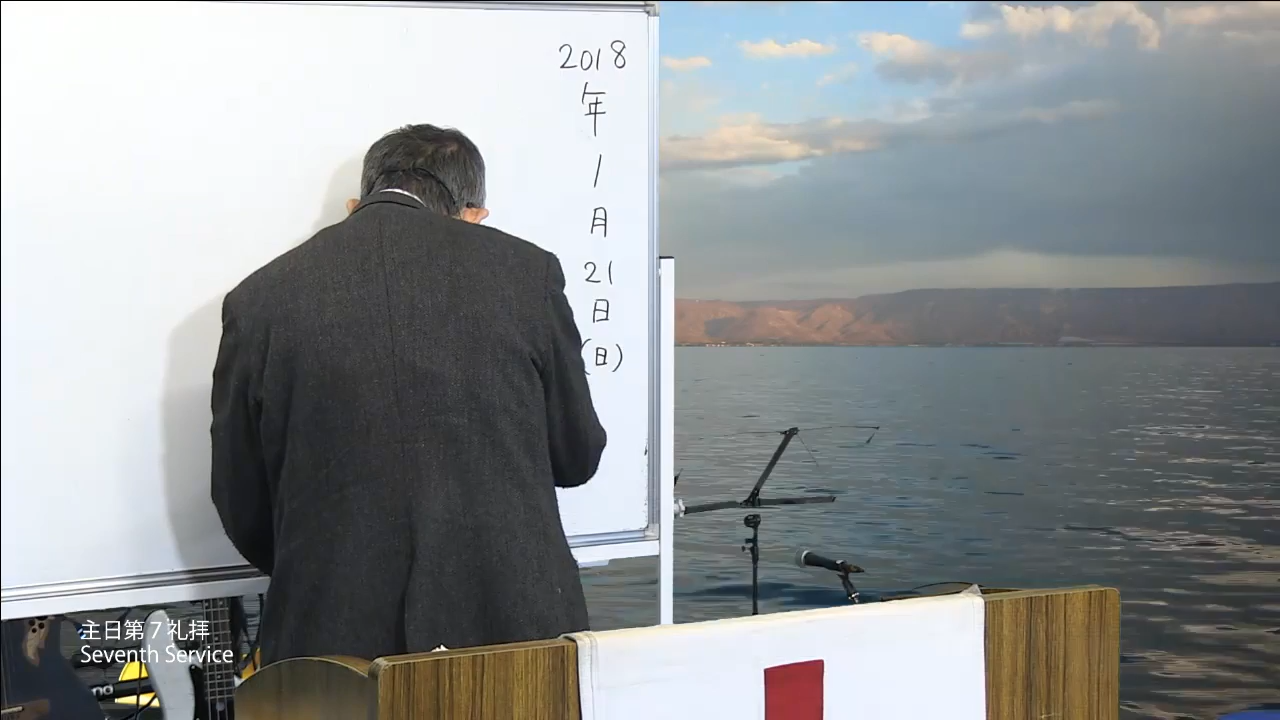 2018
年
1
月
21
日
(日)
主日第7礼拝
Seventh Service